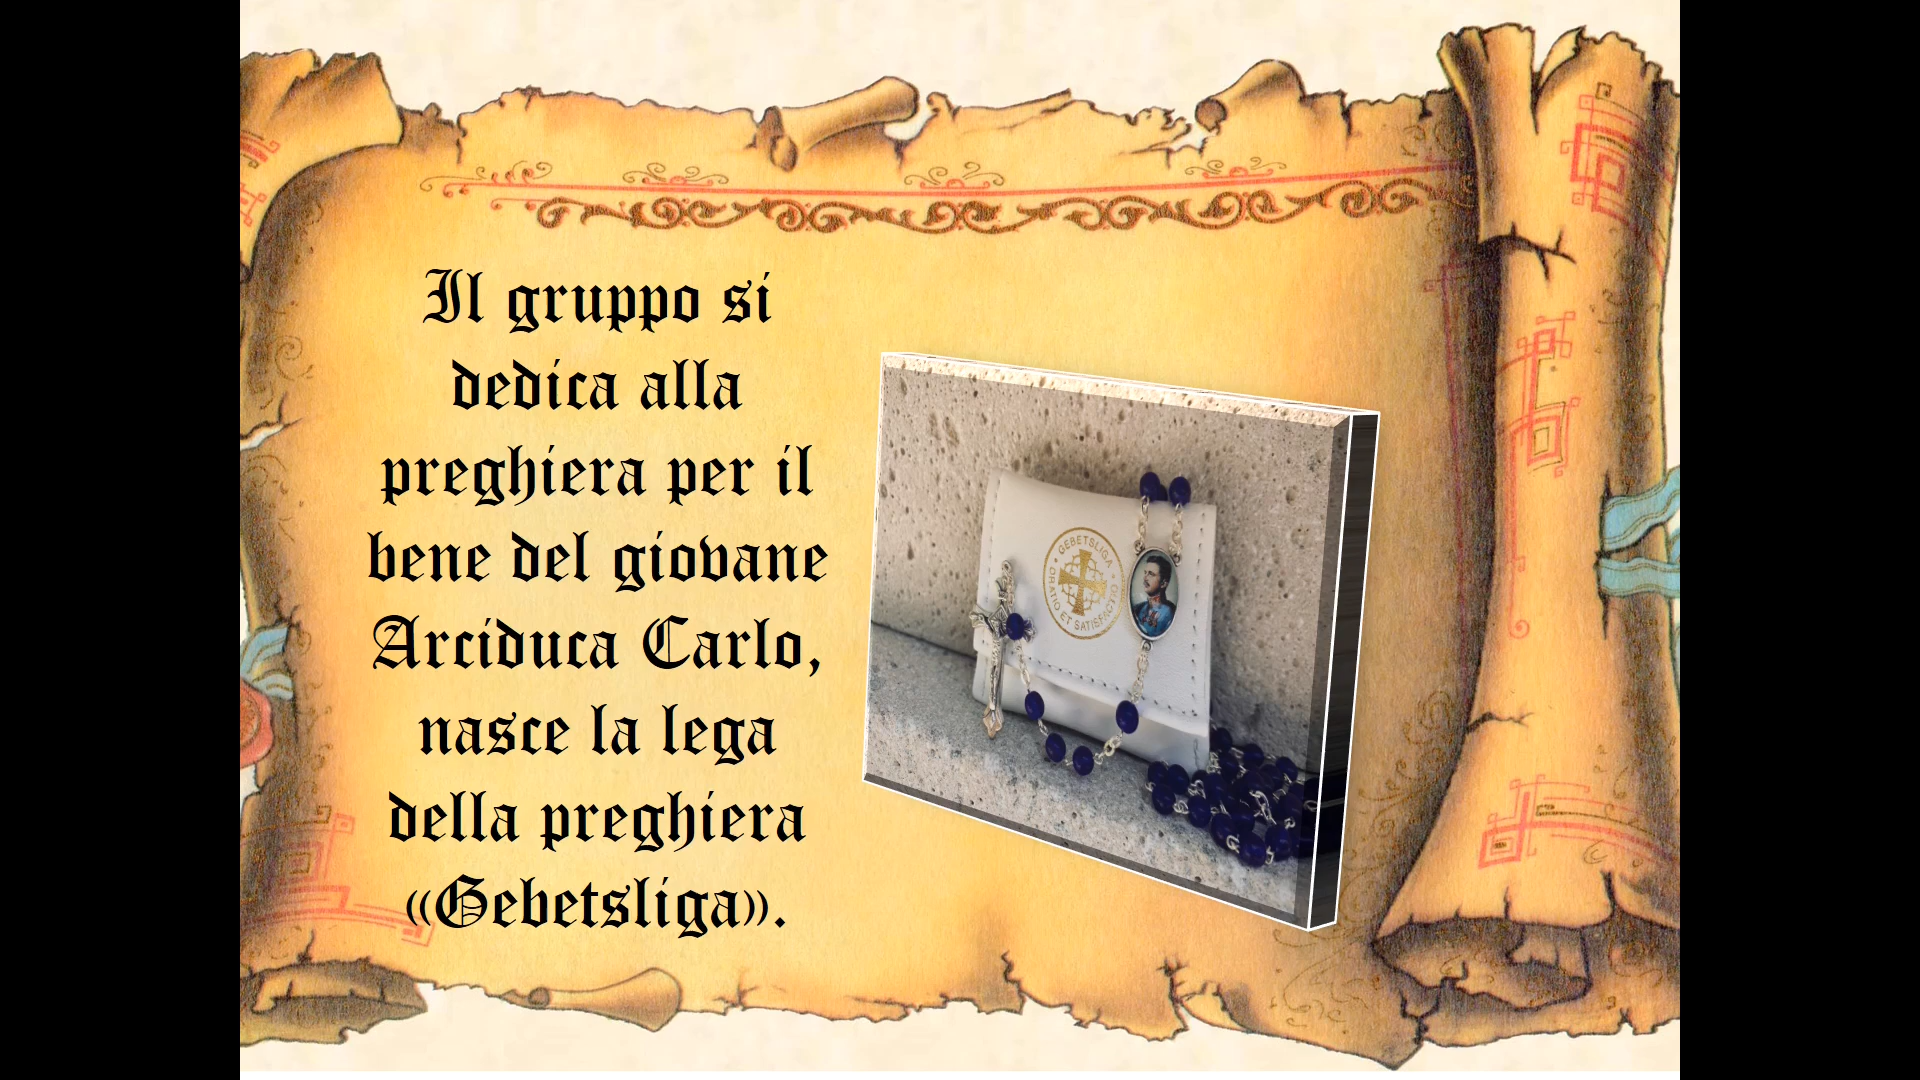 Il gruppo si
dedica alla
preghiera per il
bene del giovane
Arciduca Carlo,
nasce la lega
della preghiera
«Gebetsliga».
GEBETSLIGA
ORATIO ET SATISFACTIO